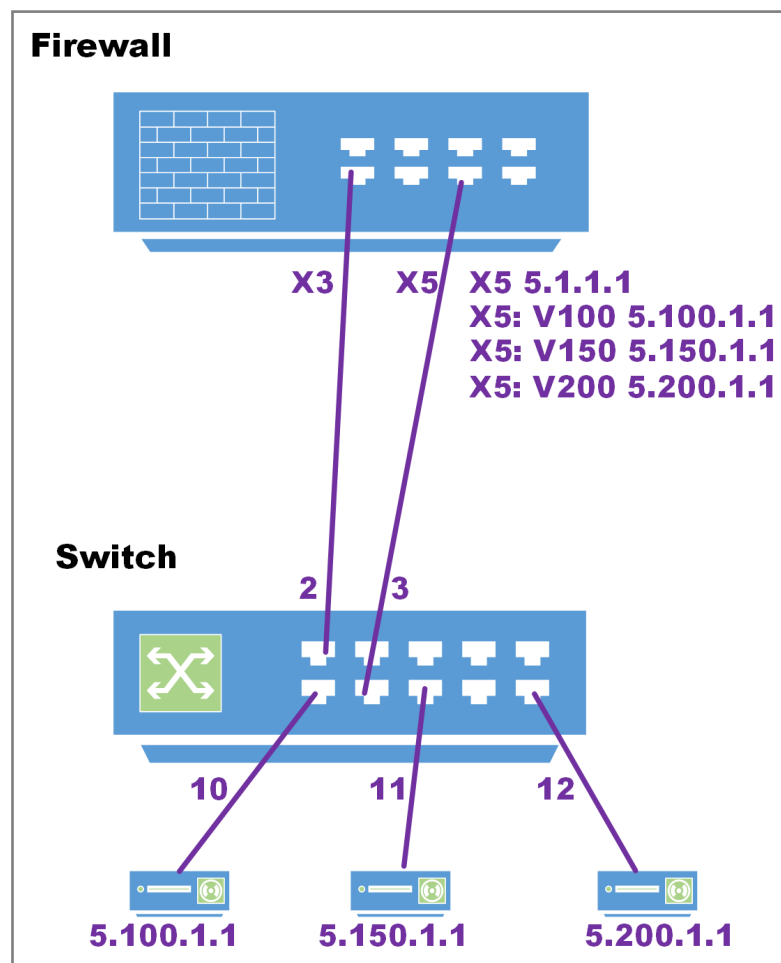 Firewall
X3 X5 X5 5.1.1.1
X5: V100 5.100.1.1
X5: V150 5.150.1.1
X5: V200 5.200.1.1
Switch
2 3
10 11 12
5.100.1.1 5.150.1.1 5.200.1.1